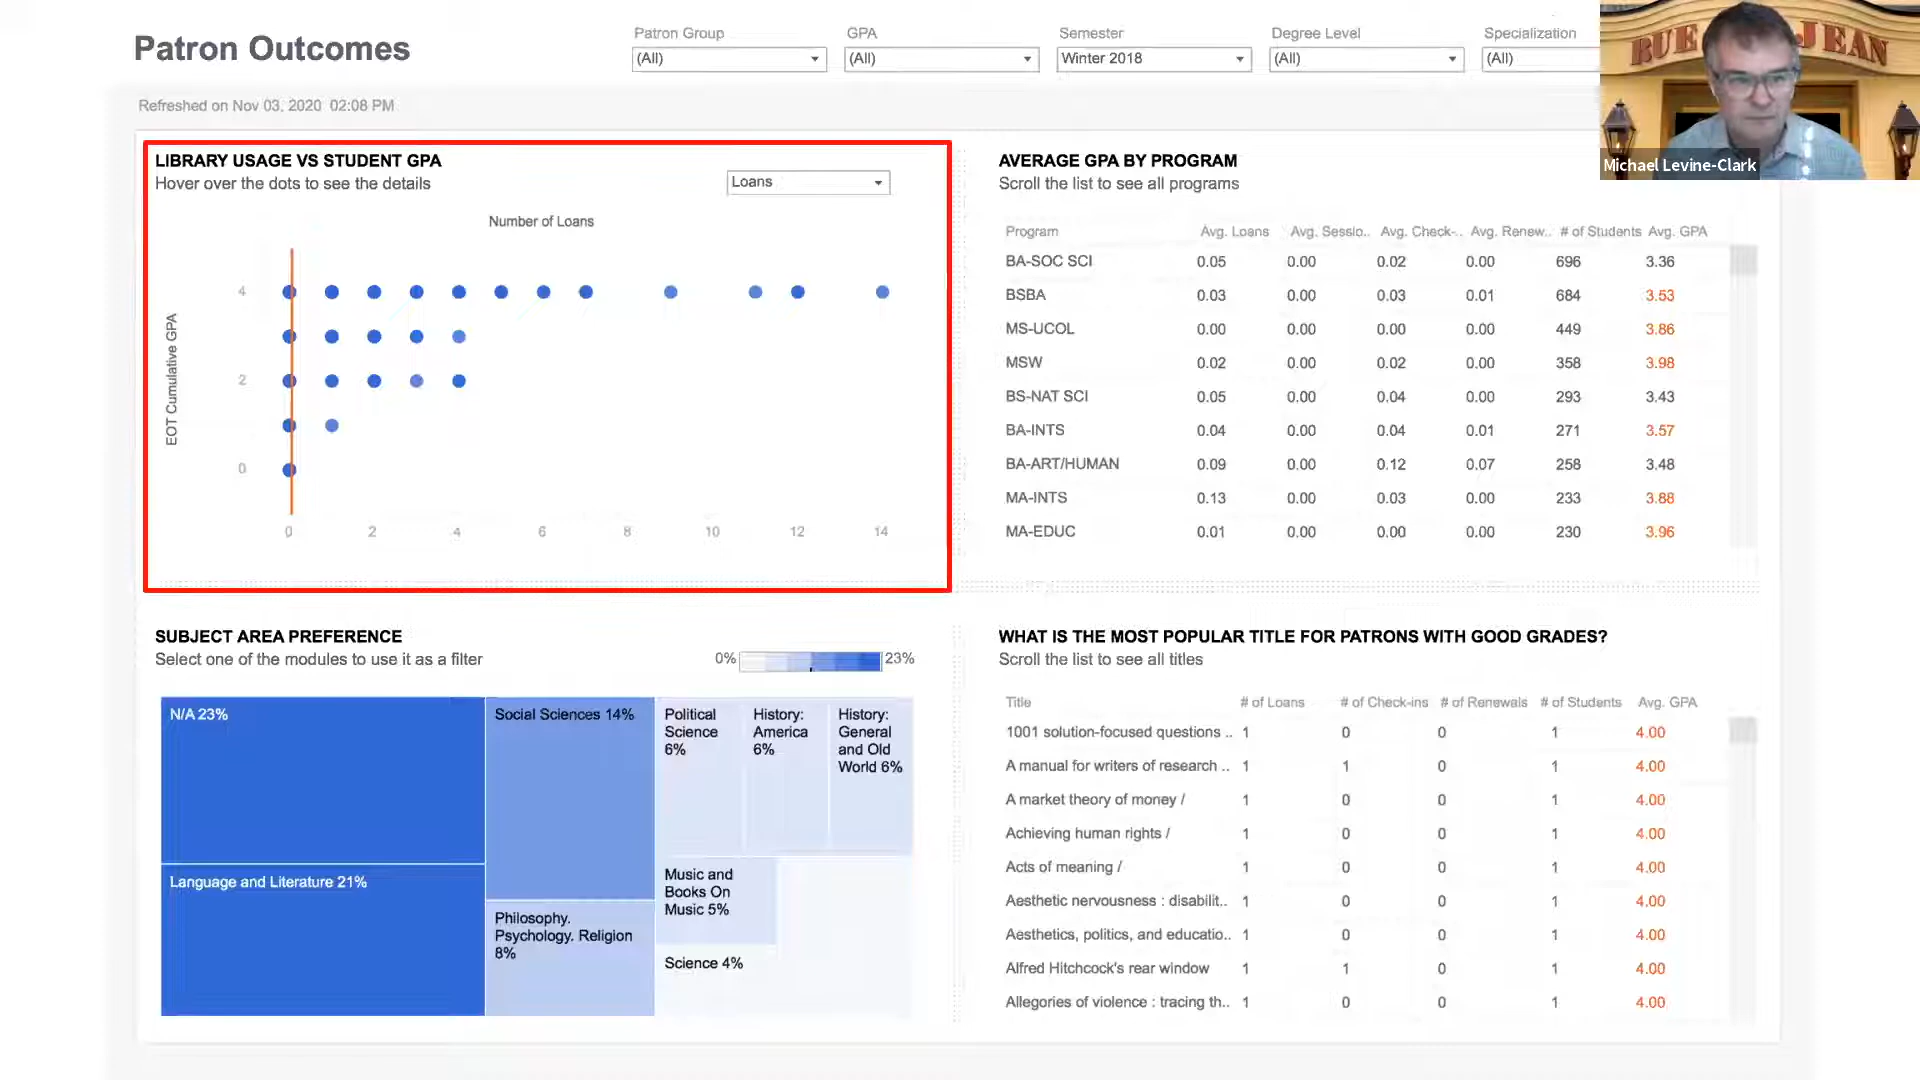 Patron Outcomes
Patron Group
(All)
GPA
(All)
Semester
Winter 2018
Degree Level
(All)
Specialization
(All)
RUE JEAN
Michael Levine-Clark
Refreshed on Nov 03, 2020 02:08 PM
LIBRARY USAGE VS STUDENT GPA
Hover over the dots to see the details
Loans
Number of Loans
EOT Cumulative GPA
4
2
0
0 2 4 6 8 10 12 14
AVERAGE GPA BY PROGRAM
Scroll the list to see all programs
Program Avg. Loans Avg. Sessio.. Avg. Check-.. Avg. Renew.. # of Students Avg. GPA
BA-SOC SCI 0.05 0.00 0.02 0.00 696 3.36
BSBA 0.03 0.00 0.03 0.01 684 3.53
MS-UCOL 0.00 0.00 0.00 0.00 449 3.86
MSW 0.02 0.00 0.02 0.00 358 3.98
BS-NAT SCI 0.05 0.00 0.04 0.00 293 3.43
BA-INTS 0.04 0.00 0.04 0.01 271 3.57
BA-ART/HUMAN 0.09 0.00 0.12 0.07 258 3.48
MA-INTS 0.13 0.00 0.03 0.00 233 3.88
MA-EDUC 0.01 0.00 0.00 0.00 230 3.96
SUBJECT AREA PREFERENCE
Select one of the modules to use it as a filter
0% 23%
N/A 23%
Language and Literature 21%
Social Sciences 14%
Philosophy.
Psychology. Religion
8%
Political
Science
6%
History:
America
6%
History:
General
and Old
World 6%
Music and
Books On
Music 5%
Science 4%
WHAT IS THE MOST POPULAR TITLE FOR PATRONS WITH GOOD GRADES?
Scroll the list to see all titles
Title # of Loans # of Check-ins # of Renewals # of Students Avg. GPA
1001 solution-focused questions .. 1 0 0 1 4.00
A manual for writers of research .. 1 1 0 1 4.00
A market theory of money / 1 0 0 1 4.00
Achieving human rights / 1 0 0 1 4.00
Acts of meaning / 1 0 0 1 4.00
Aesthetic nervousness : disabilit.. 1 0 0 1 4.00
Aesthetics, politics, and educatio.. 1 0 0 1 4.00
Alfred Hitchcock's rear window 1 1 0 1 4.00
Allegories of violence : tracing th.. 1 0 0 1 4.00